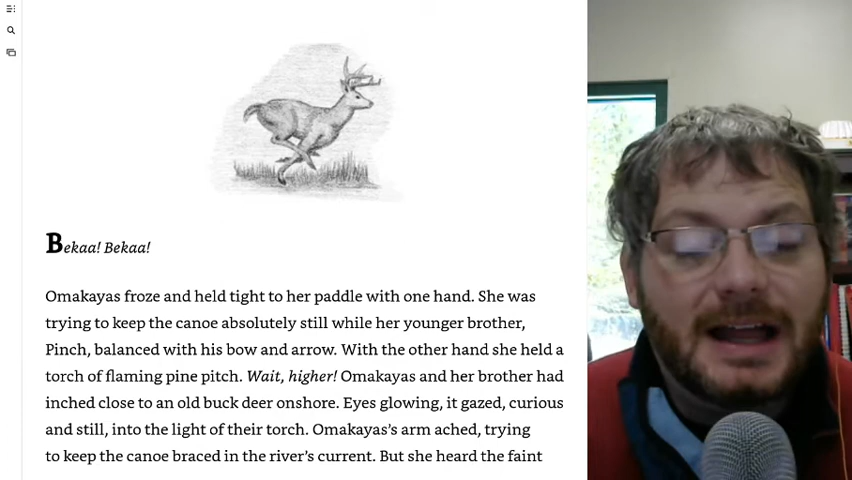 Bekaa! Bekaa!
Omakayas froze and held tight to her paddle with one hand. She was
trying to keep the canoe absolutely still while her younger brother,
Pinch, balanced with his bow and arrow. With the other hand she held a
torch of flaming pine pitch. Wait, higher! Omakayas and her brother had
inched close to an old buck deer onshore. Eyes glowing, it gazed, curious
and still, into the light of their torch. Omakayas’s arm ached, trying
to keep the canoe braced in the river’s current. But she heard the faint